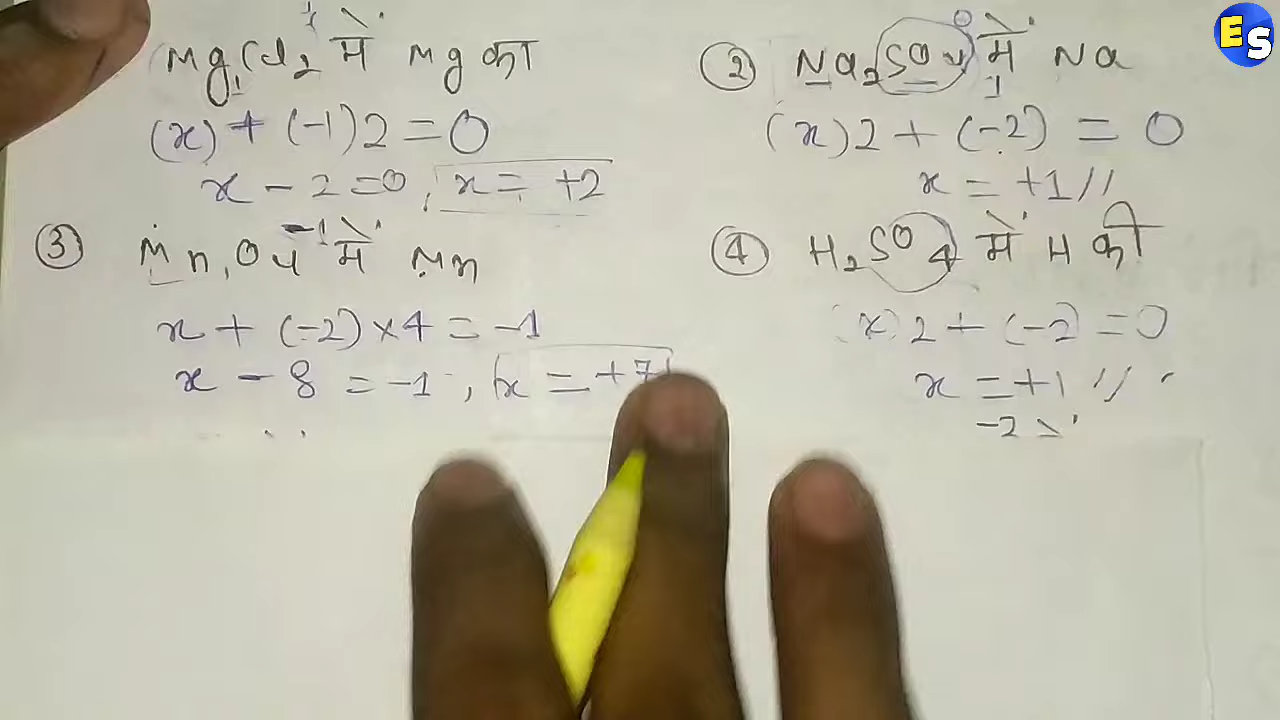 MgCl₂ में Mg का
(x) + (-1)2 = 0
x - 2 = 0, x = +2
② Na₂SO₄ में Na
(x)2 + (-2) = 0
x = +1//
③ MnO₄⁻¹ में Mn
x + (-2) × 4 = -1
x - 8 = -1, x = +7
④ H₂SO₄ में H की
(x)2 + (-2) = 0
x = +1//
-2
ES